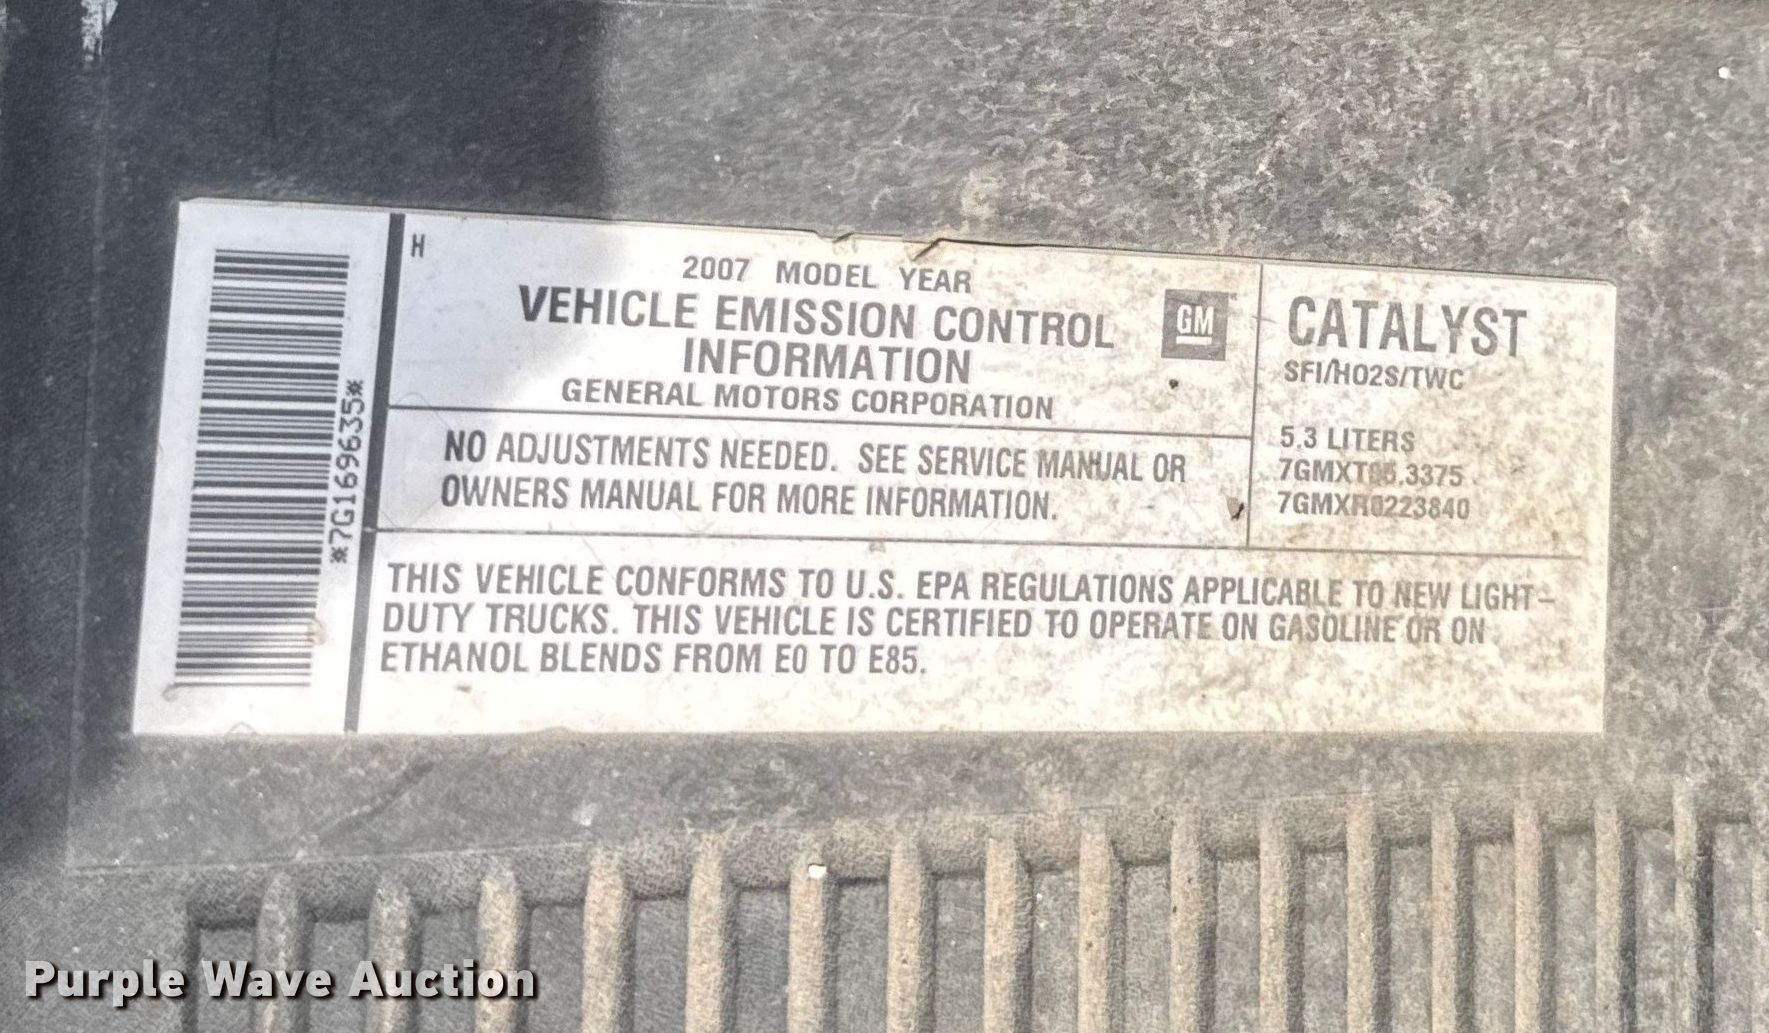 H
2007 MODEL YEAR
VEHICLE EMISSION CONTROL
INFORMATION
GENERAL MOTORS CORPORATION
GM
CATALYST
SFI/HO2S/TWC
5.3 LITERS
7GMXT05.3375
7GMXR0223840
*7G169635*
NO ADJUSTMENTS NEEDED. SEE SERVICE MANUAL OR
OWNERS MANUAL FOR MORE INFORMATION.
THIS VEHICLE CONFORMS TO U.S. EPA REGULATIONS APPLICABLE TO NEW LIGHT-
DUTY TRUCKS. THIS VEHICLE IS CERTIFIED TO OPERATE ON GASOLINE OR ON
ETHANOL BLENDS FROM E0 TO E85.
Purple Wave Auction